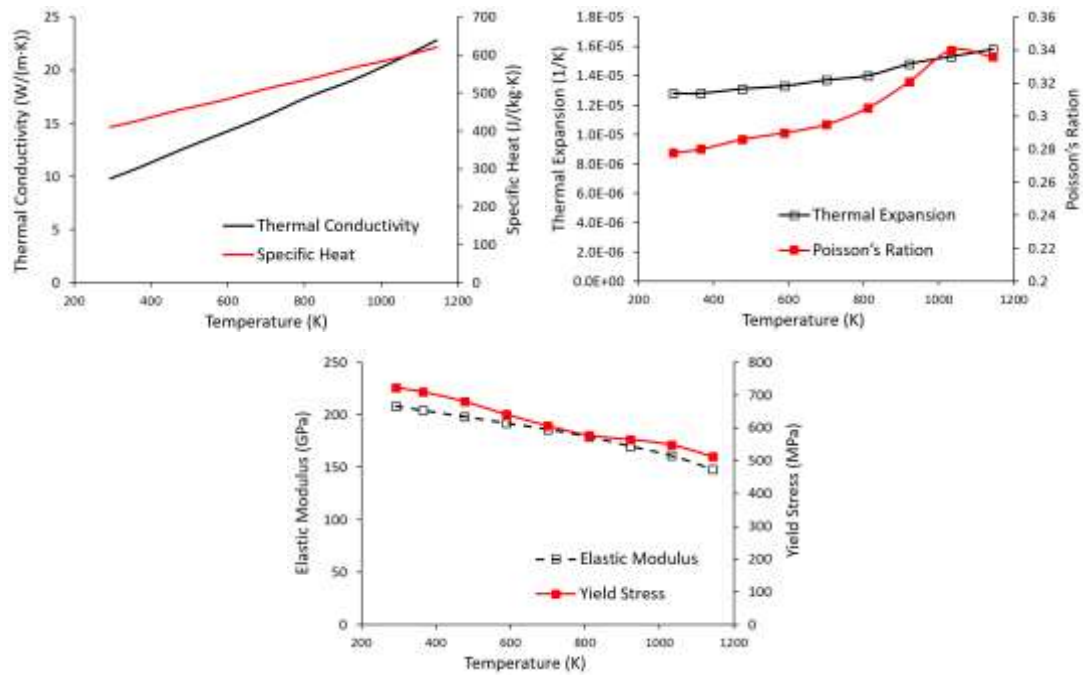 Thermal Conductivity (W/(m·K))
25
20
15
10
5
0
Thermal Conductivity
Specific Heat
700
600
500
400
300
200
100
0
Specific Heat (J/(kg·K))
200 400 600 800 1000 1200
Temperature (K)
Thermal Expansion (1/K)
1.8E-05
1.6E-05
1.4E-05
1.2E-05
1.0E-05
8.0E-06
6.0E-06
4.0E-06
2.0E-06
0.0E+00
Thermal Expansion
Poisson's Ration
0.36
0.34
0.32
0.3
0.28
0.26
0.24
0.22
0.2
Poisson's Ration
200 400 600 800 1000 1200
Temperature (K)
Elastic Modulus (GPa)
250
200
150
100
50
0
Elastic Modulus
Yield Stress
800
700
600
500
400
300
200
100
0
Yield Stress (MPa)
200 400 600 800 1000 1200
Temperature (K)